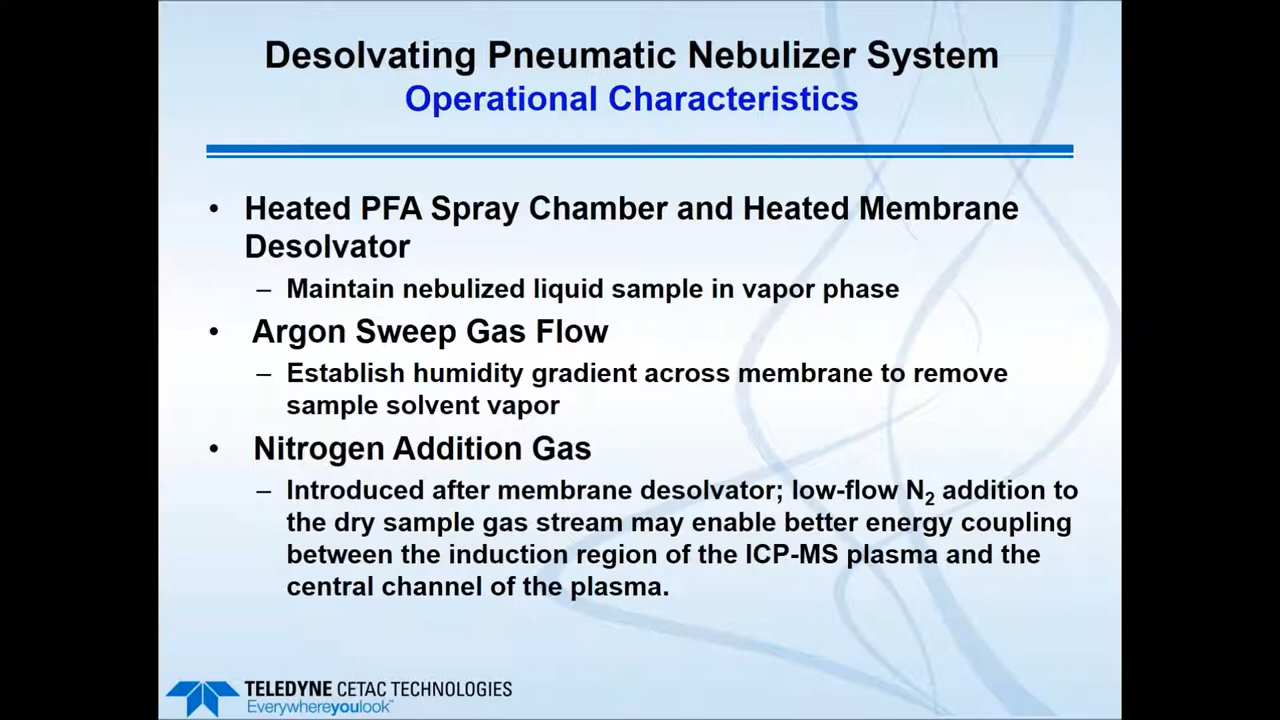 Desolvating Pneumatic Nebulizer System
Operational Characteristics
• Heated PFA Spray Chamber and Heated Membrane
Desolvator
– Maintain nebulized liquid sample in vapor phase
• Argon Sweep Gas Flow
– Establish humidity gradient across membrane to remove
sample solvent vapor
• Nitrogen Addition Gas
– Introduced after membrane desolvator; low-flow N₂ addition to
the dry sample gas stream may enable better energy coupling
between the induction region of the ICP-MS plasma and the
central channel of the plasma.
TELEDYNE CETAC TECHNOLOGIES
Everywhereyoulook™